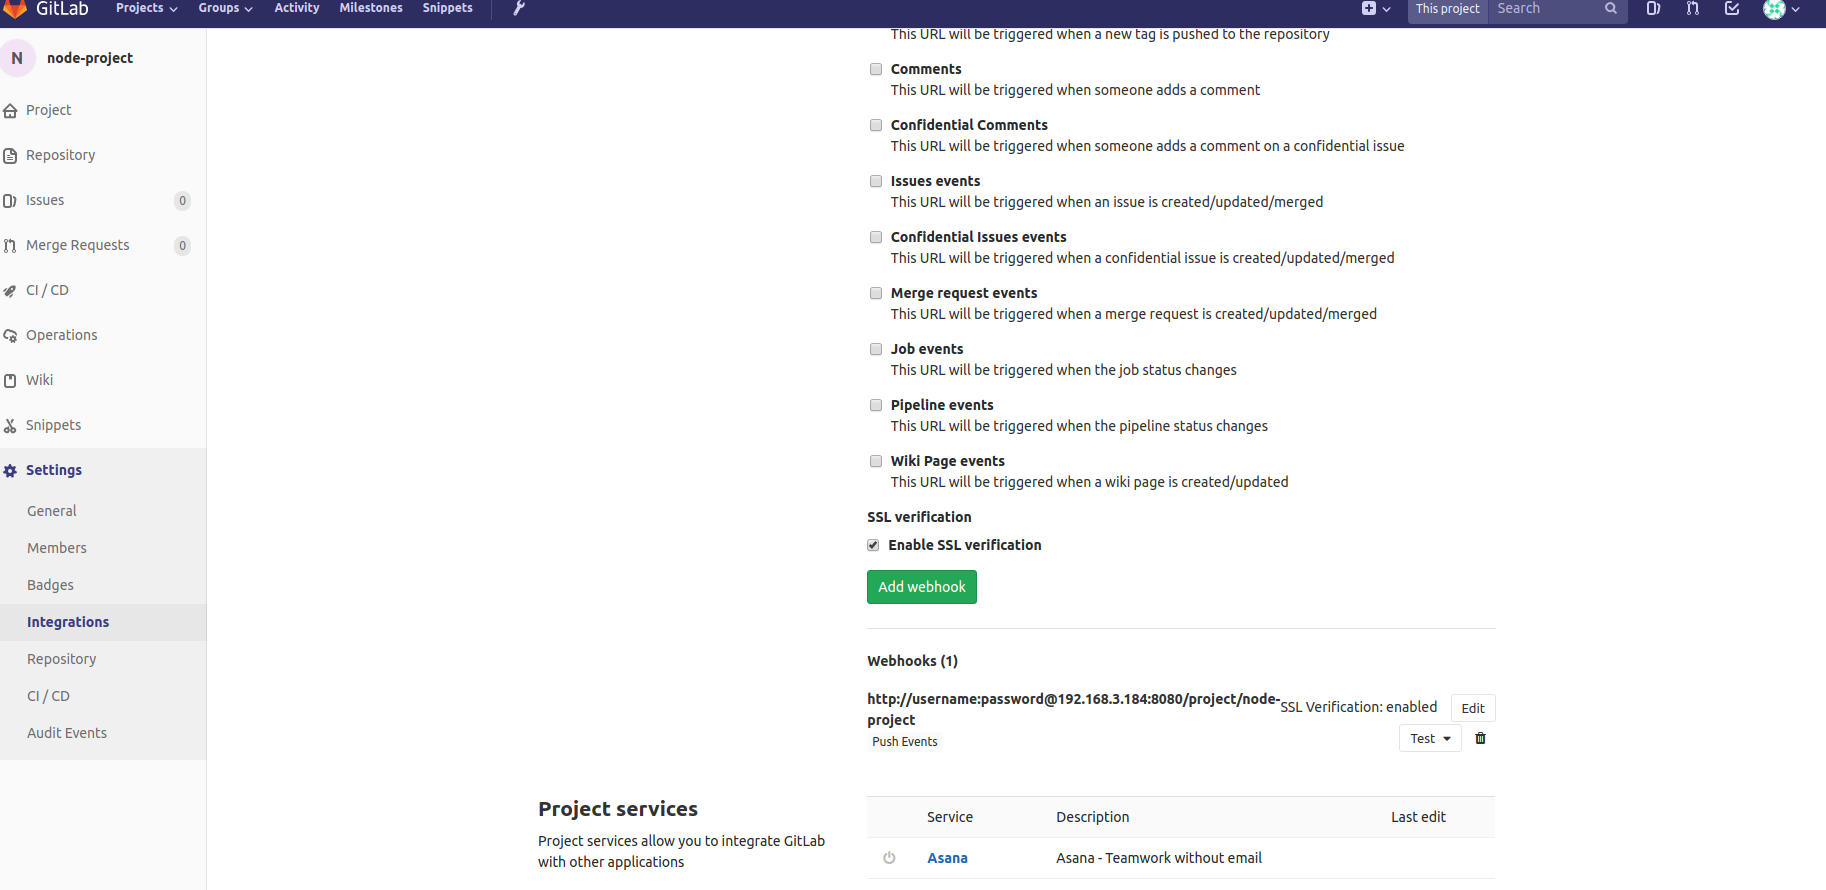 GitLab Projects Groups Activity Milestones Snippets This project Search
N node-project
Project
Repository
Issues 0
Merge Requests 0
CI / CD
Operations
Wiki
Snippets
Settings
General
Members
Badges
Integrations
Repository
CI / CD
Audit Events
This URL will be triggered when a new tag is pushed to the repository
Comments
This URL will be triggered when someone adds a comment
Confidential Comments
This URL will be triggered when someone adds a comment on a confidential issue
Issues events
This URL will be triggered when an issue is created/updated/merged
Confidential Issues events
This URL will be triggered when a confidential issue is created/updated/merged
Merge request events
This URL will be triggered when a merge request is created/updated/merged
Job events
This URL will be triggered when the job status changes
Pipeline events
This URL will be triggered when the pipeline status changes
Wiki Page events
This URL will be triggered when a wiki page is created/updated
SSL verification
Enable SSL verification
Add webhook
Webhooks (1)
http://username:password@192.168.3.184:8080/project/node-
project
SSL Verification: enabled Edit
Push Events
Test
Project services
Project services allow you to integrate GitLab
with other applications
Service Description Last edit
Asana Asana - Teamwork without email